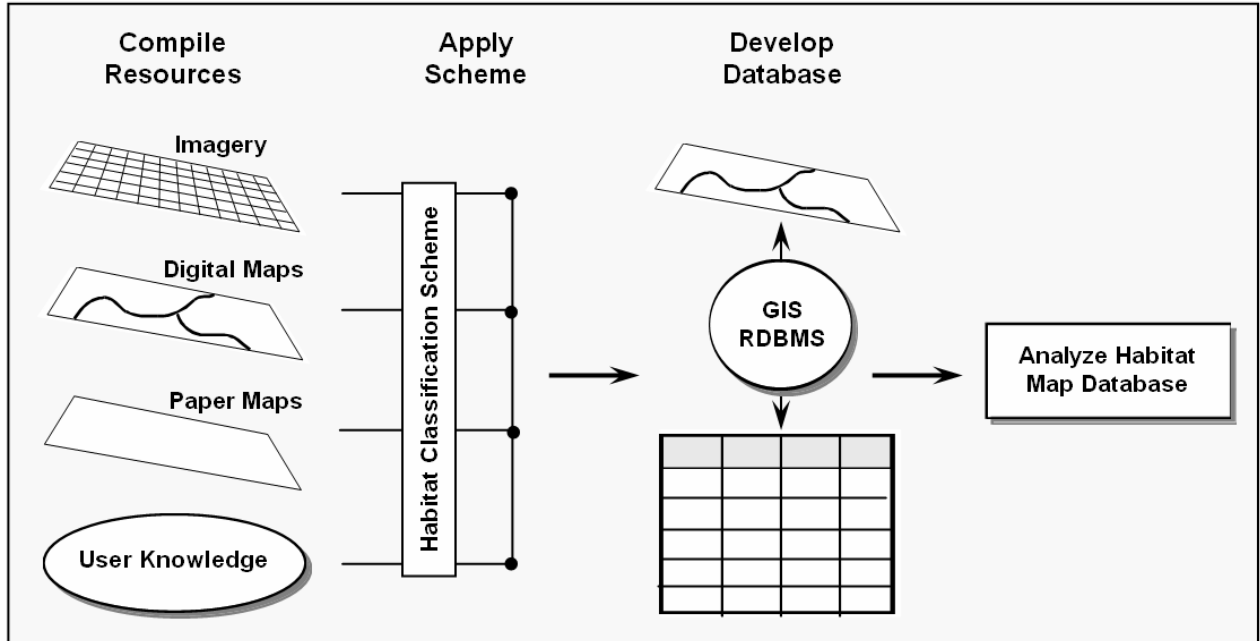 Compile
Resources
Apply
Scheme
Develop
Database
Imagery
Digital Maps
Paper Maps
User Knowledge
Habitat Classification Scheme
GIS
RDBMS
Analyze Habitat
Map Database